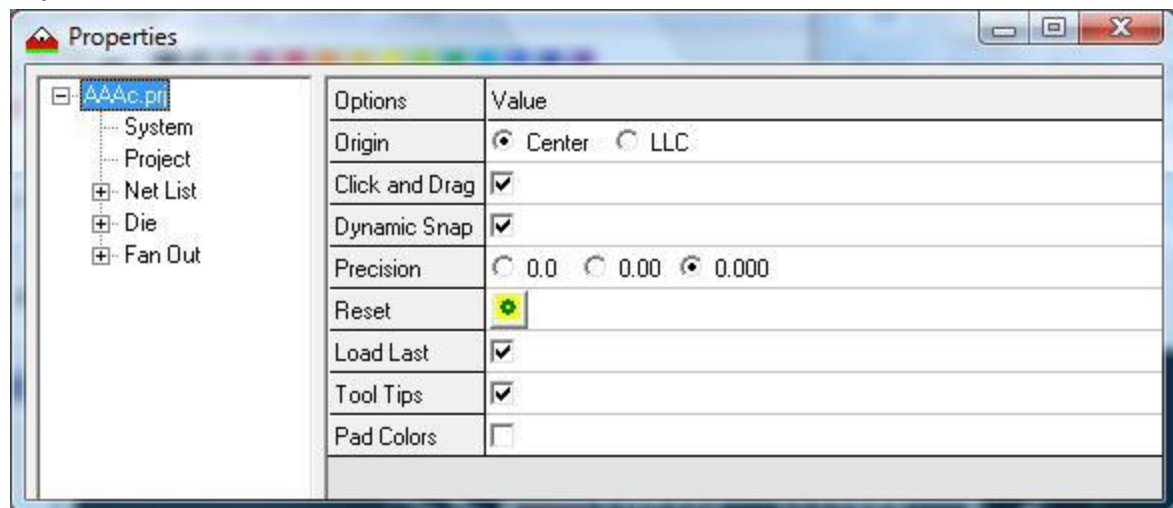 Properties
AAAc.prj
System
Project
Net List
Die
Fan Out
Options Value
Origin Center LLC
Click and Drag
Dynamic Snap
Precision 0.0 0.00 0.000
Reset
Load Last
Tool Tips
Pad Colors